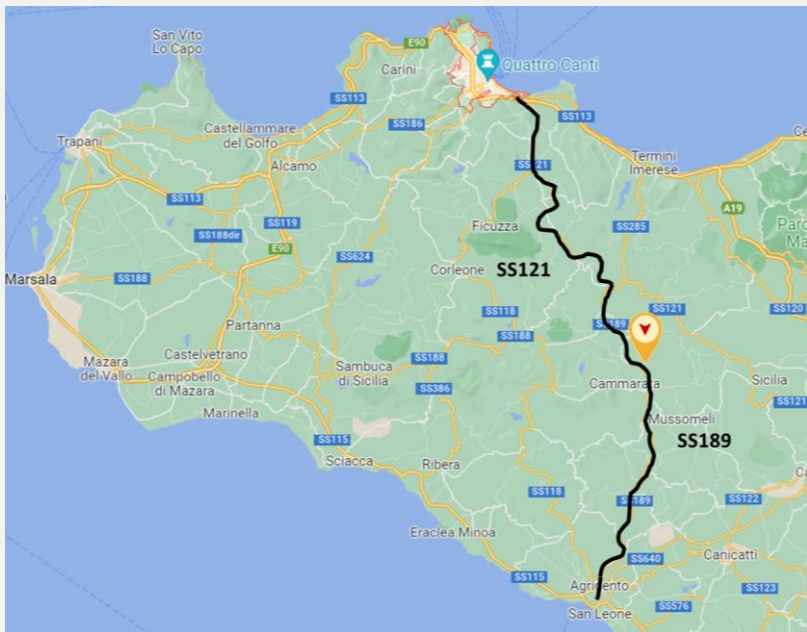 San Vito
Lo Capo
E90
Quattro Canti
Carini
SS113
SS113
Castellammare
del Golfo
SS186
Trapani
Alcamo
Termini
Imerese
SS121
SS113
SS119
A19
Ficuzza
SS285
SS188dir
SS624
E90
Corleone
SS121
Marsala
SS188
SS118
SS121
SS120
Partanna
SS189
SS188
Mazara
del Vallo
Castelvetrano
SS188
Campobello
di Mazara
Sambuca
di Sicilia
SS386
Cammarata
Sicilia
SS121
Marinella
Mussomeli
SS115
SS189
Sciacca
Ribera
SS118
SS189
SS122
Eraclea Minoa
Canicatti
SS640
SS115
Agrigento
SS123
San Leone
SS576